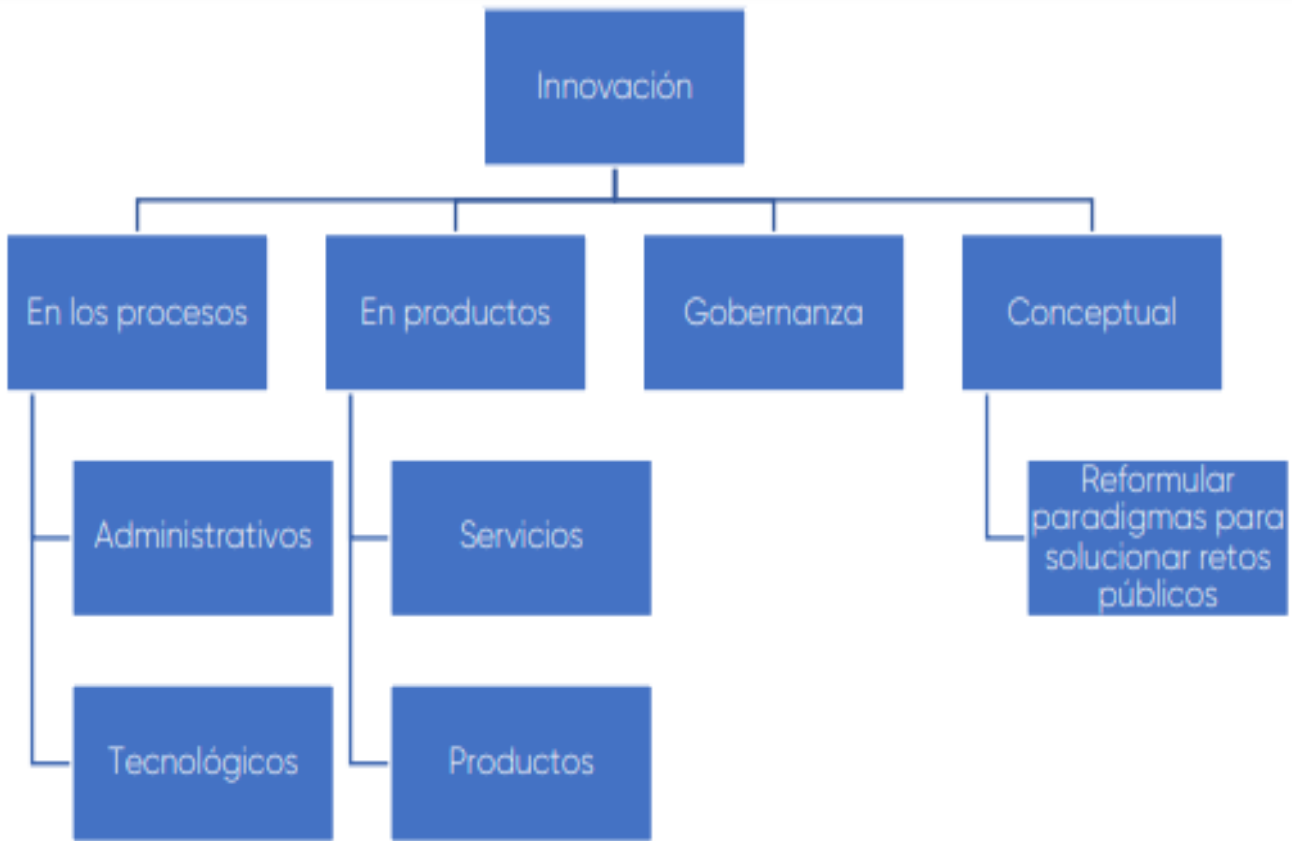 Innovación
En los procesos
En productos
Gobernanza
Conceptual
Administrativos
Servicios
Reformular
paradigmas para
solucionar retos
públicos
Tecnológicos
Productos